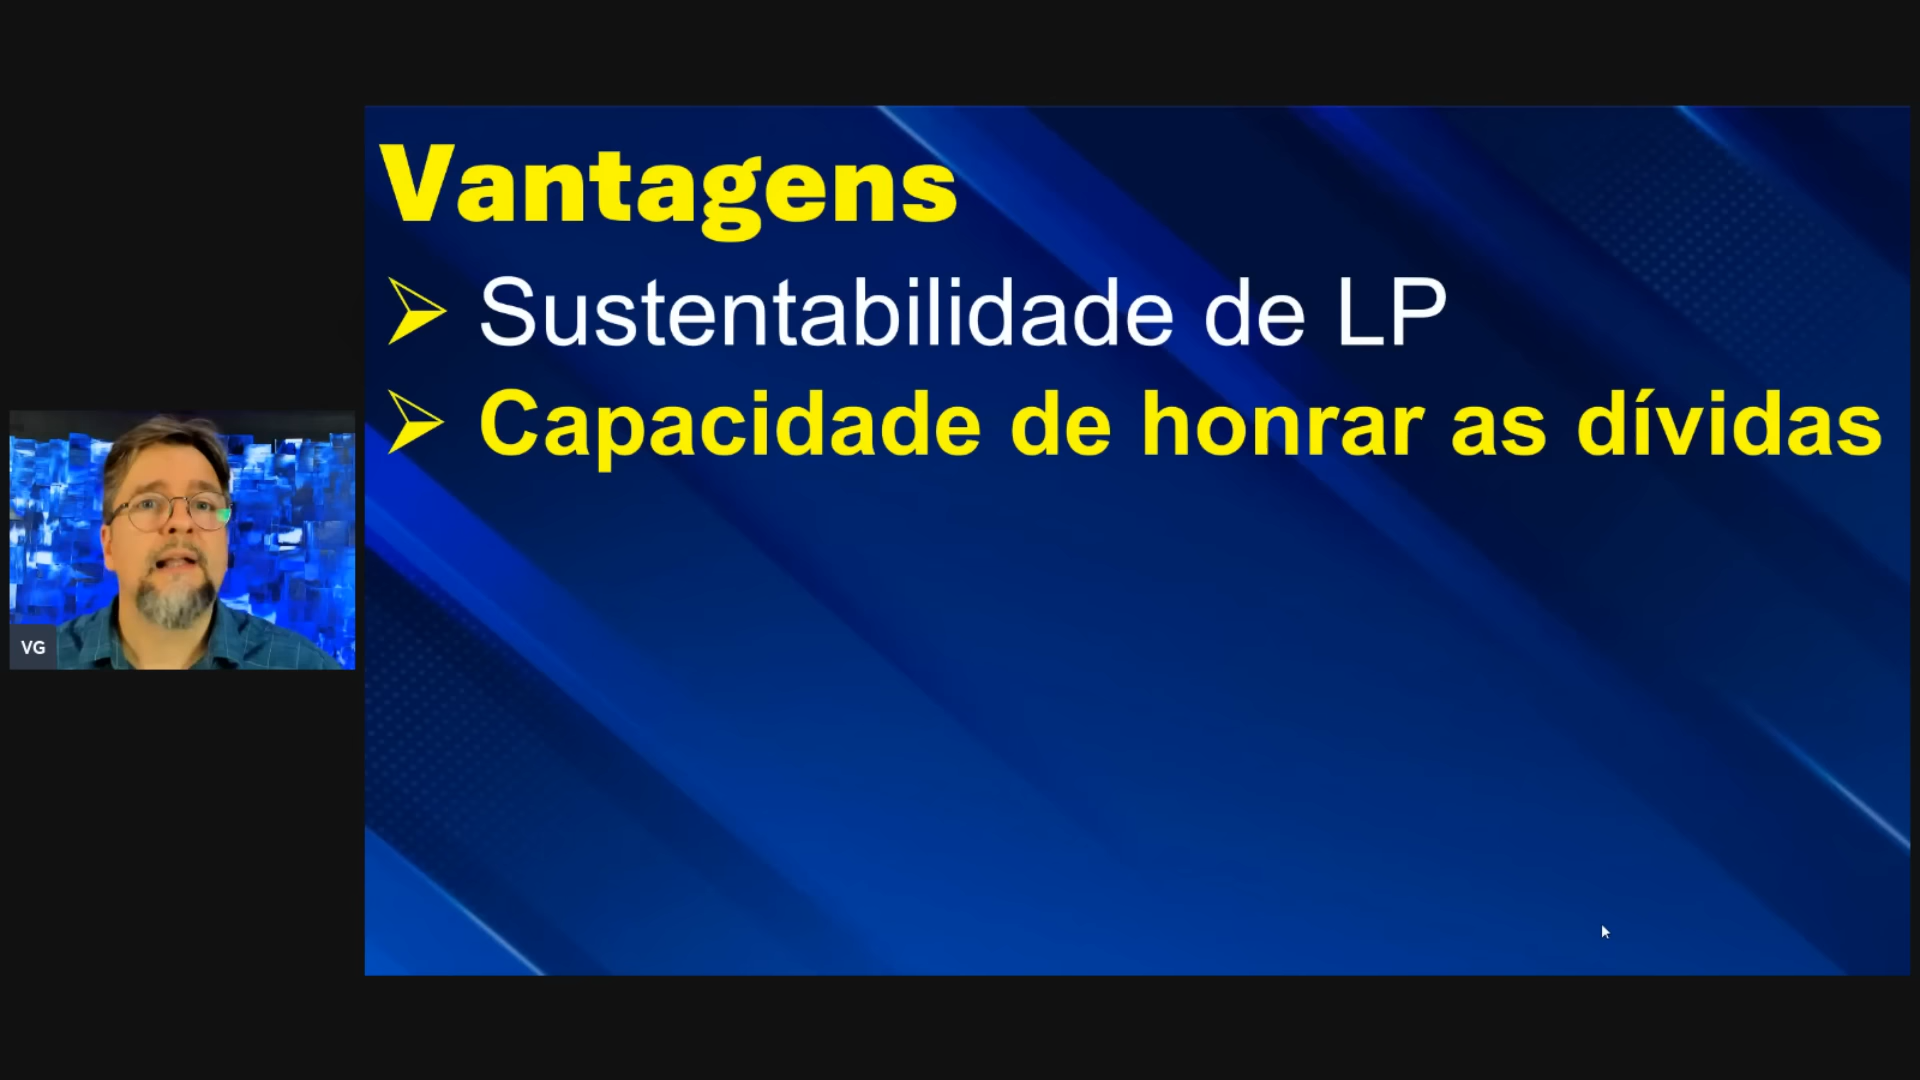 Vantagens
Sustentabilidade de LP
Capacidade de honrar as dívidas
VG